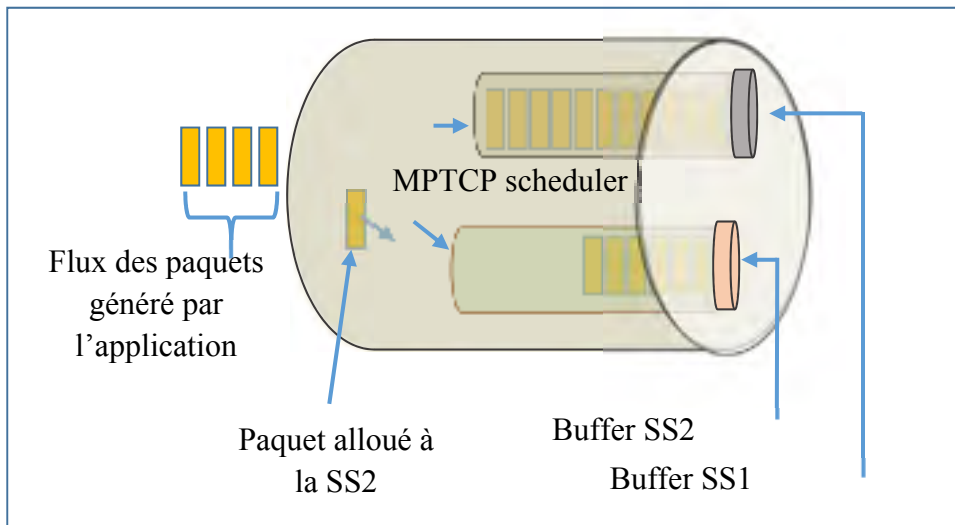 MPTCP scheduler
Flux des paquets
généré par
l’application
Paquet alloué à
la SS2
Buffer SS2
Buffer SS1